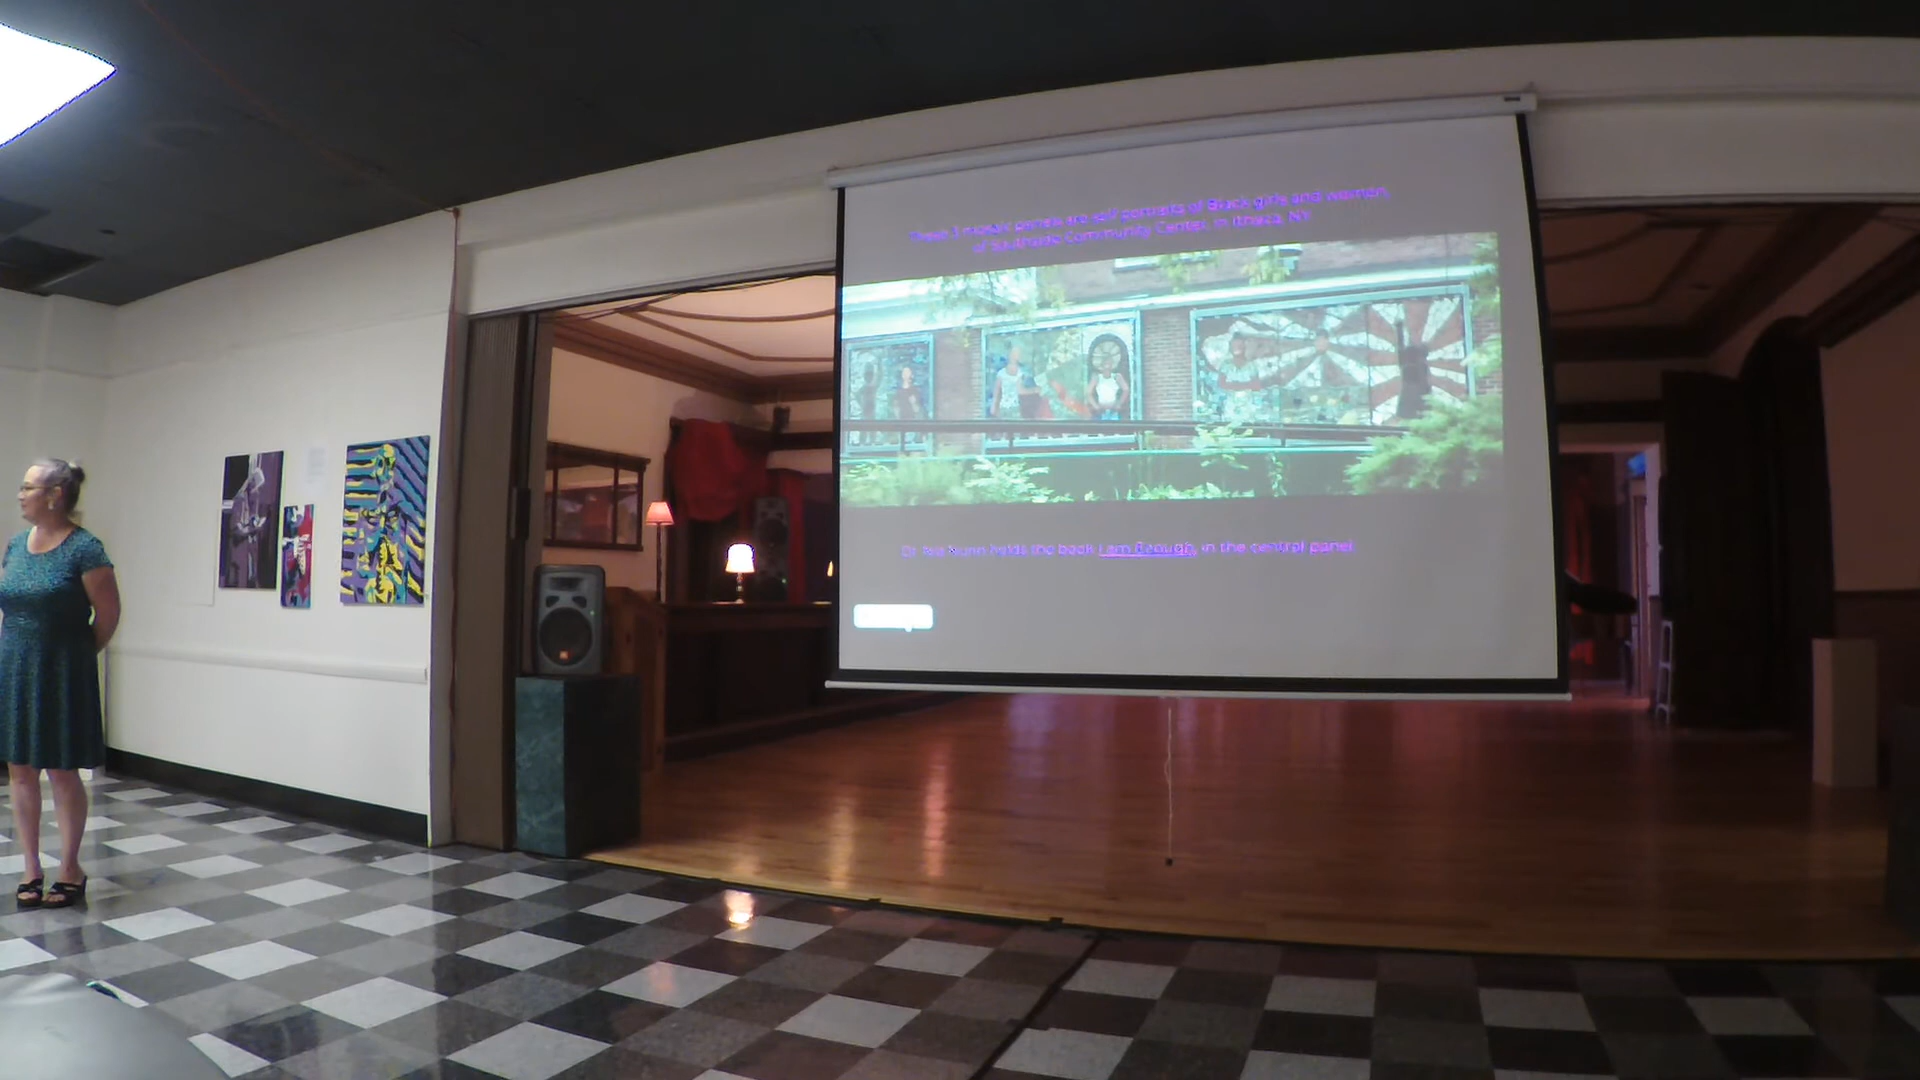 These 3 mosaic panels are self portraits of Black girls and women,
of Southside Community Center, in Ithaca, NY
Dr. Nunn holds the book I am Enough, in the central panel